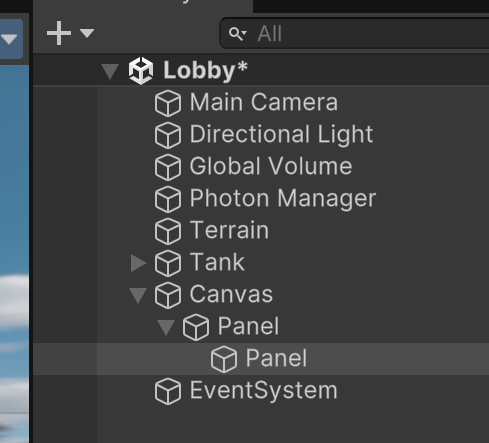 All
Lobby*
Main Camera
Directional Light
Global Volume
Photon Manager
Terrain
Tank
Canvas
Panel
Panel
EventSystem